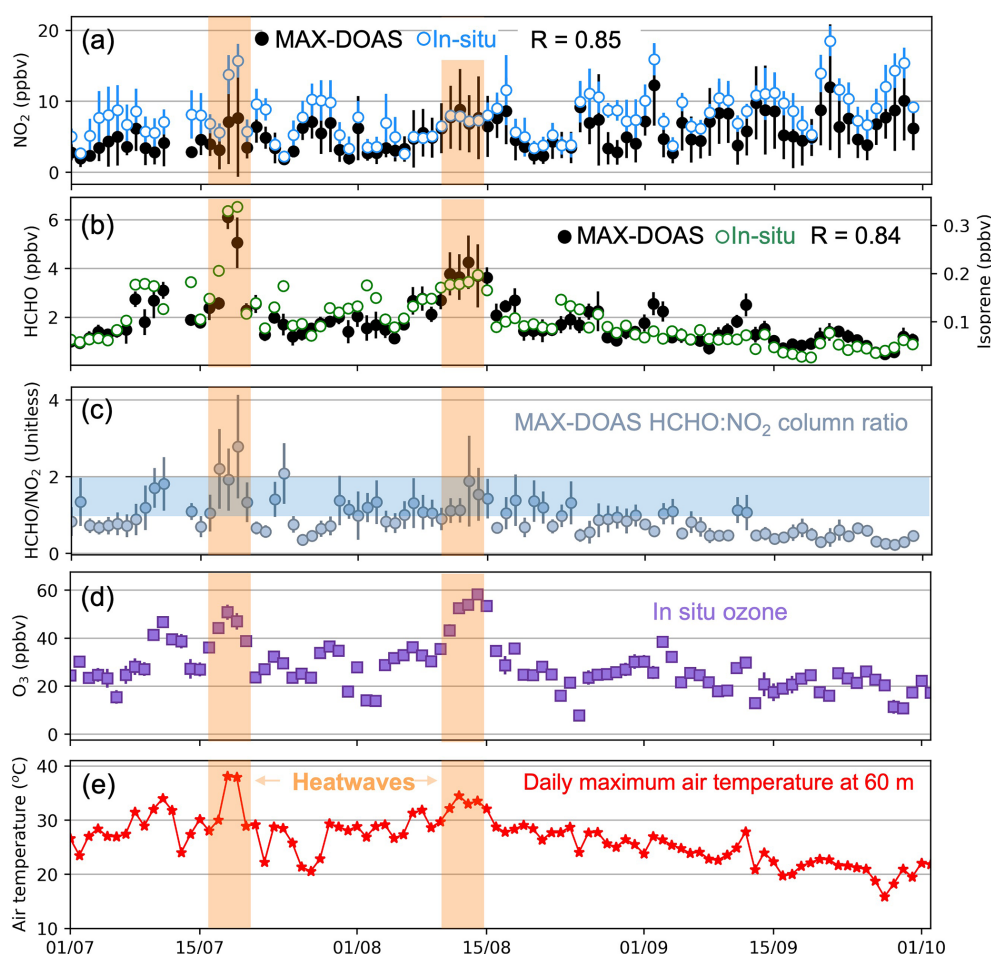 (a)
MAX-DOAS In-situ R = 0.85
NO2 (ppbv)
20
10
0
(b)
MAX-DOAS In-situ R = 0.84
HCHO (ppbv)
6
4
2
Isoprene (ppbv)
0.3
0.2
0.1
(c)
MAX-DOAS HCHO:NO2 column ratio
HCHO/NO2 (Unitless)
4
2
0
(d)
In situ ozone
O3 (ppbv)
60
40
20
0
(e)
Heatwaves
Daily maximum air temperature at 60 m
Air temperature (°C)
40
30
20
10
01/07 15/07 01/08 15/08 01/09 15/09 01/10